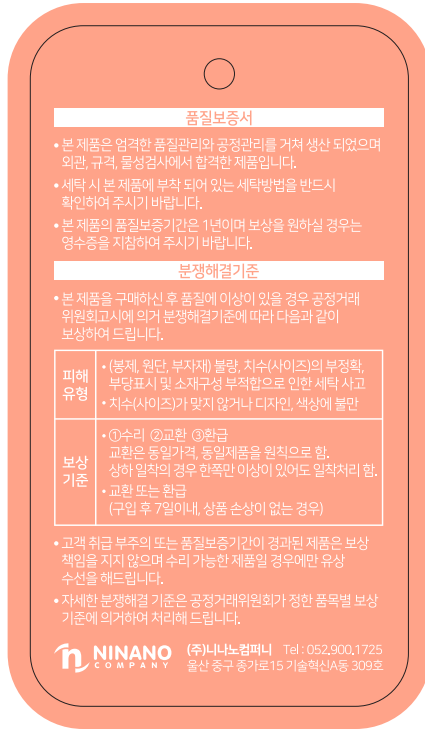 품질보증서
• 본 제품은 엄격한 품질관리와 공정관리를 거쳐 생산 되었으며
외관, 규격, 물성검사에서 합격한 제품입니다.
• 세탁 시 본 제품에 부착 되어 있는 세탁방법을 반드시
확인하여 주시기 바랍니다.
• 본 제품의 품질보증기간은 1년이며 보상을 원하실 경우는
영수증을 지참하여 주시기 바랍니다.
분쟁해결기준
• 본 제품을 구매하신 후 품질에 이상이 있을 경우 공정거래
위원회고시에 의거 분쟁해결기준에 따라 다음과 같이
보상하여 드립니다.
피해
유형
• (봉제, 원단, 부자재) 불량, 치수(사이즈)의 부정확,
부당표시 및 소재구성 부적합으로 인한 세탁 사고
• 치수(사이즈)가 맞지 않거나 디자인, 색상에 불만
보상
기준
• ①수리 ②교환 ③환급
교환은 동일가격, 동일제품을 원칙으로 함.
상하 일착의 경우 한쪽만 이상이 있어도 일착처리 함.
• 교환 또는 환급
(구입 후 7일이내, 상품 손상이 없는 경우)
• 고객 취급 부주의 또는 품질보증기간이 경과된 제품은 보상
책임을 지지 않으며 수리 가능한 제품일 경우에만 유상
수선을 해드립니다.
• 자세한 분쟁해결 기준은 공정거래위원회가 정한 품목별 보상
기준에 의거하여 처리해 드립니다.
NINANO
COMPANY
(주)니나노컴퍼니 Tel : 052.900.1725
울산 중구 종가로15 기술혁신A동 309호